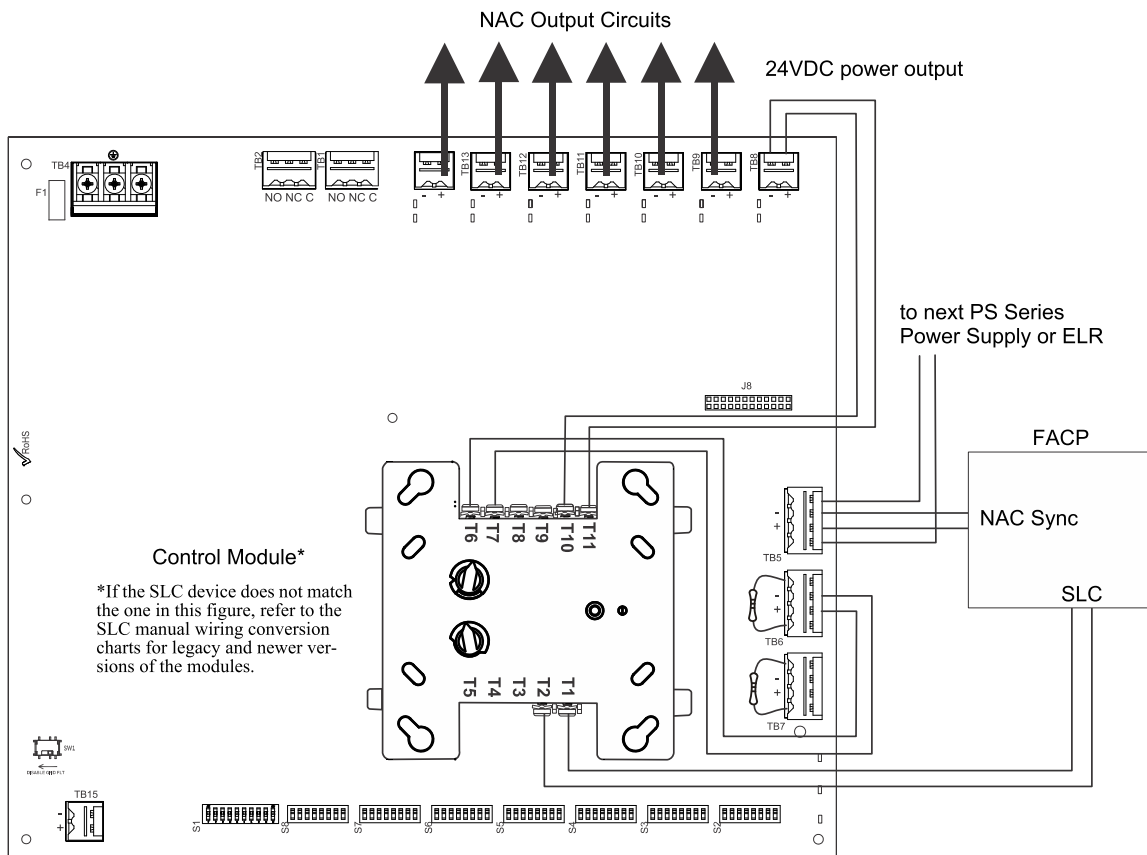 NAC Output Circuits
24VDC power output
TB4
F1
TB2
TB1
NO NC C
NO NC C
TB13
TB12
TB11
TB10
TB9
TB8
- +
- +
- +
- +
- +
- +
- +
to next PS Series
Power Supply or ELR
J8
RoHS
FACP
NAC Sync
SLC
T6 T7 T8 T9 T10 T11
- +
TB5
Control Module*
*If the SLC device does not match
the one in this figure, refer to the
SLC manual wiring conversion
charts for legacy and newer ver-
sions of the modules.
- +
TB6
T5 T4 T3 T2 T1
- +
TB7
SW1
DISABLE GND FLT
TB15
- +
S1
S8
S7
S6
S5
S4
S3
S2